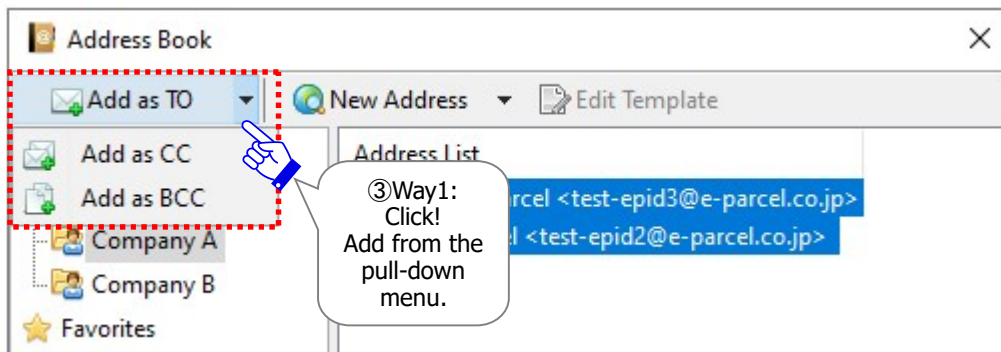 Address Book
Add as TO
New Address
Edit Template
Add as CC
Add as BCC
Address List
③Way1:
Click!
Add from the
pull-down
menu.
rcel <test-epid3@e-parcel.co.jp>
<test-epid2@e-parcel.co.jp>
Company A
Company B
Favorites